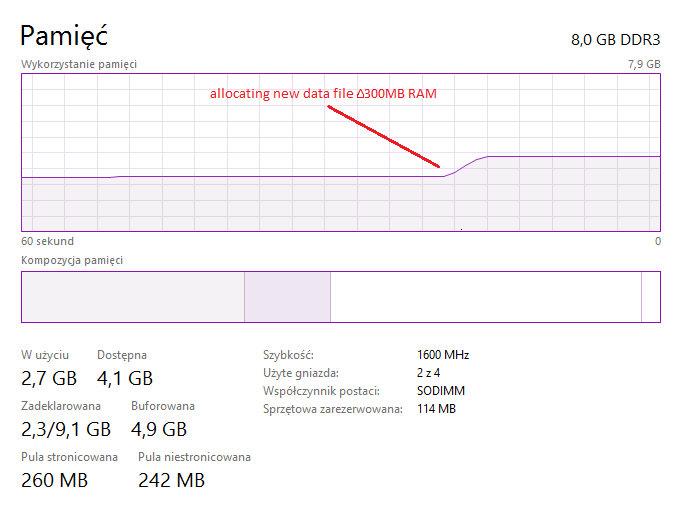 Pamięć 8,0 GB DDR3
Wykorzystanie pamięci 7,9 GB
allocating new data file Δ300MB RAM
60 sekund 0
Kompozycja pamięci
W użyciu Dostępna
2,7 GB 4,1 GB
Zadeklarowana Buforowana
2,3/9,1 GB 4,9 GB
Pula stronicowana Pula niestronicowana
260 MB 242 MB
Szybkość: 1600 MHz
Użyte gniazda: 2 z 4
Współczynnik postaci: SODIMM
Sprzętowa zarezerwowana: 114 MB